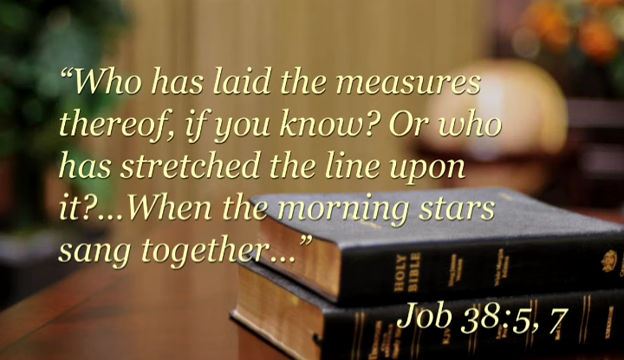 “Who has laid the measures
thereof, if you know? Or who
has stretched the line upon
it?...When the morning stars
sang together...”
HOLY
BIBLE
Job 38:5, 7